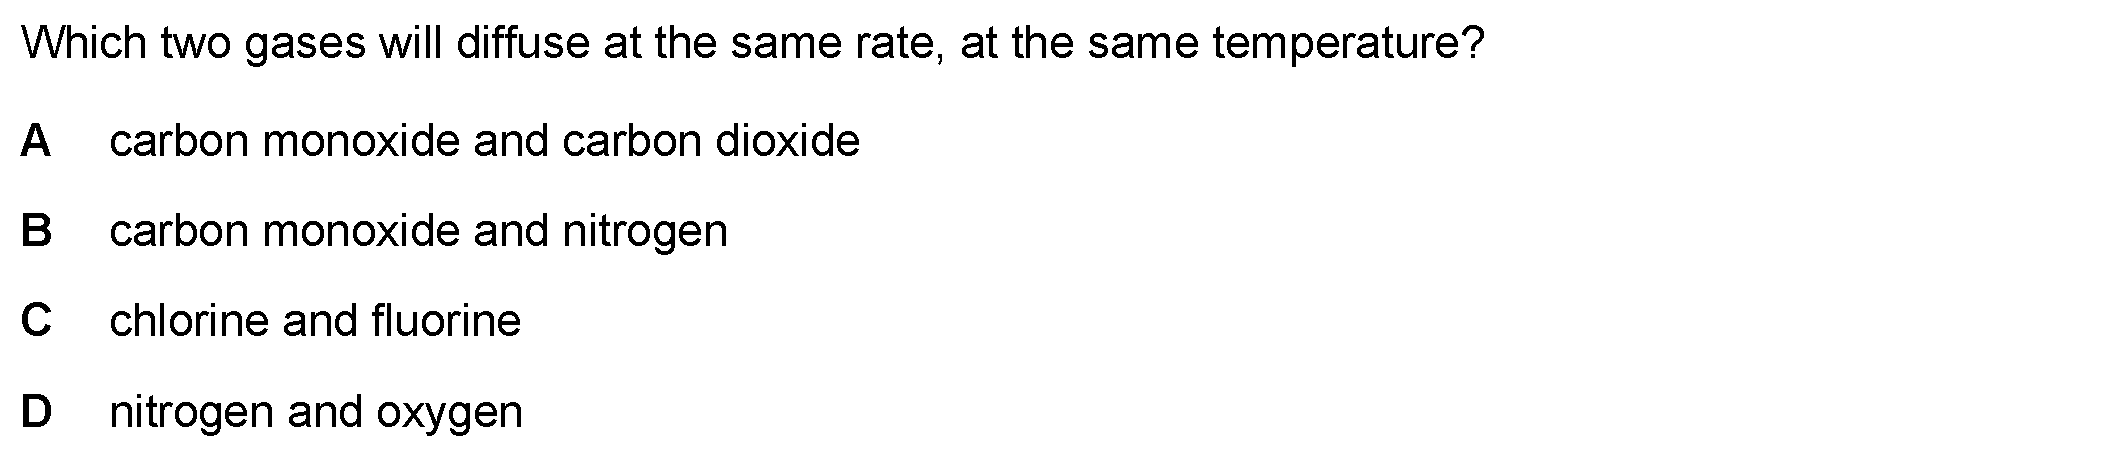 Which two gases will diffuse at the same rate, at the same temperature?
A carbon monoxide and carbon dioxide
B carbon monoxide and nitrogen
C chlorine and fluorine
D nitrogen and oxygen